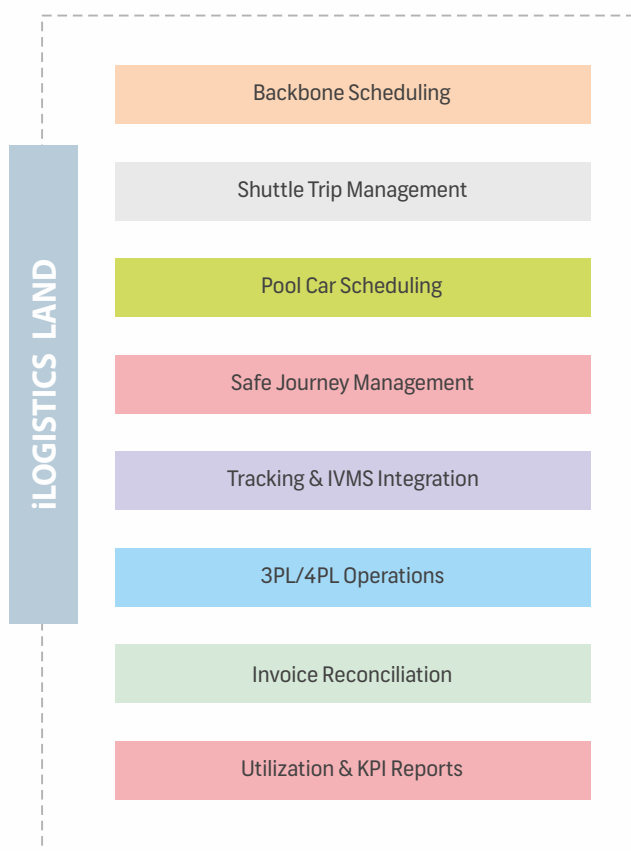 iLOGISTICS LAND
Backbone Scheduling
Shuttle Trip Management
Pool Car Scheduling
Safe Journey Management
Tracking & IVMS Integration
3PL/4PL Operations
Invoice Reconciliation
Utilization & KPI Reports